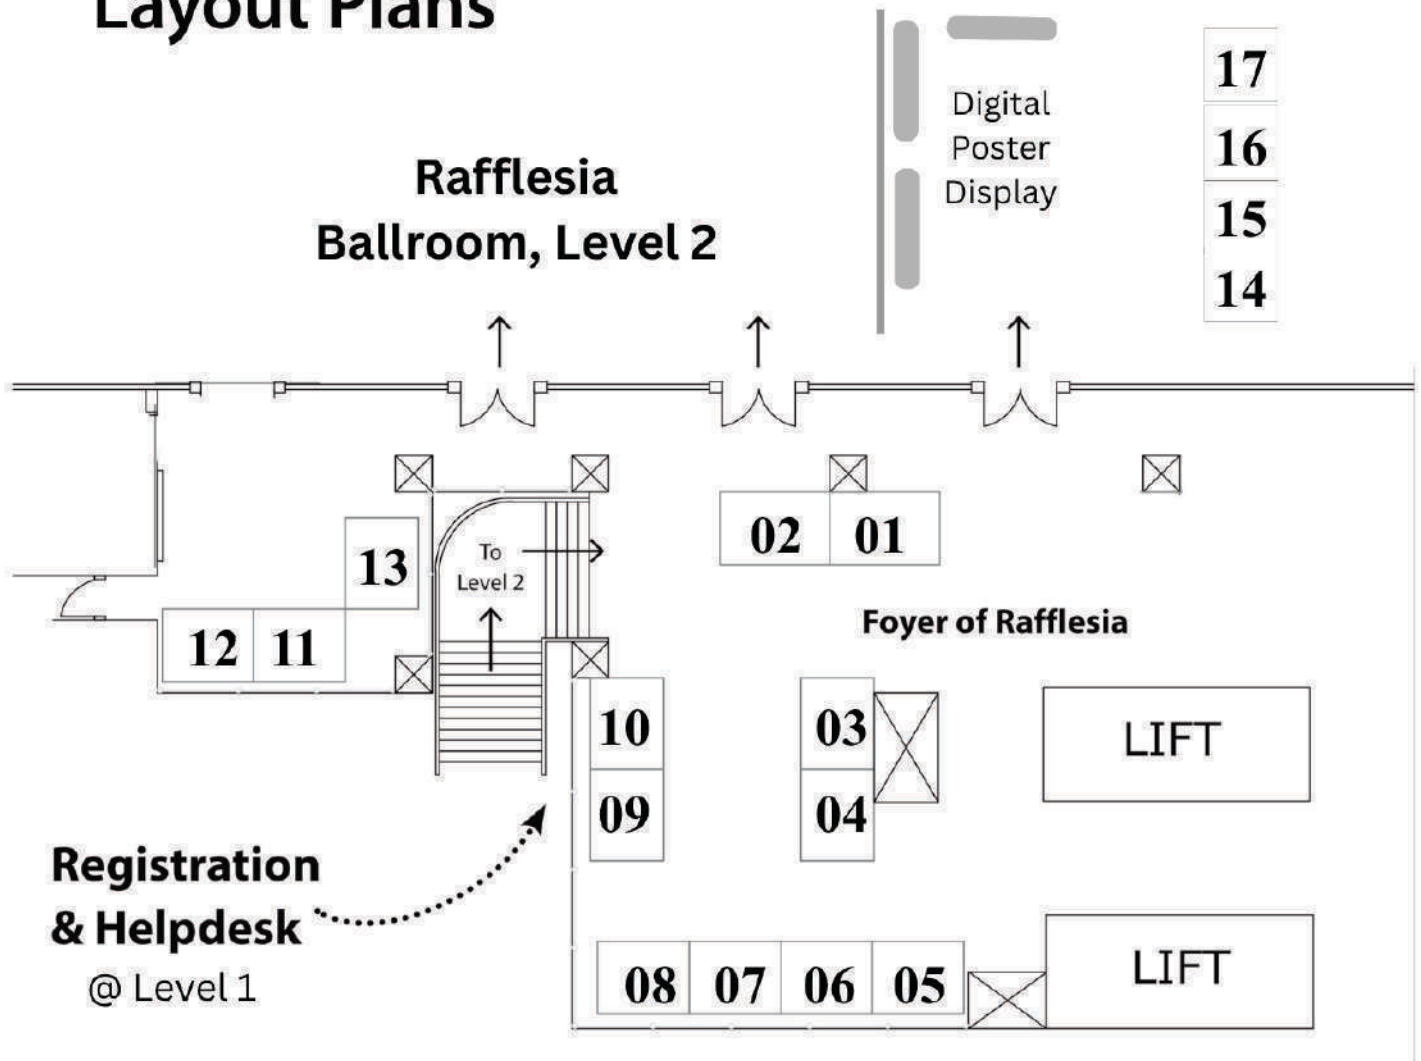 Layout Plans
17
Digital
Poster
Display
16
Rafflesia
Ballroom, Level 2
15
14
02
01
13
To
Level 2
Foyer of Rafflesia
12
11
10
03
LIFT
09
04
Registration
& Helpdesk
@ Level 1
08
07
06
05
LIFT